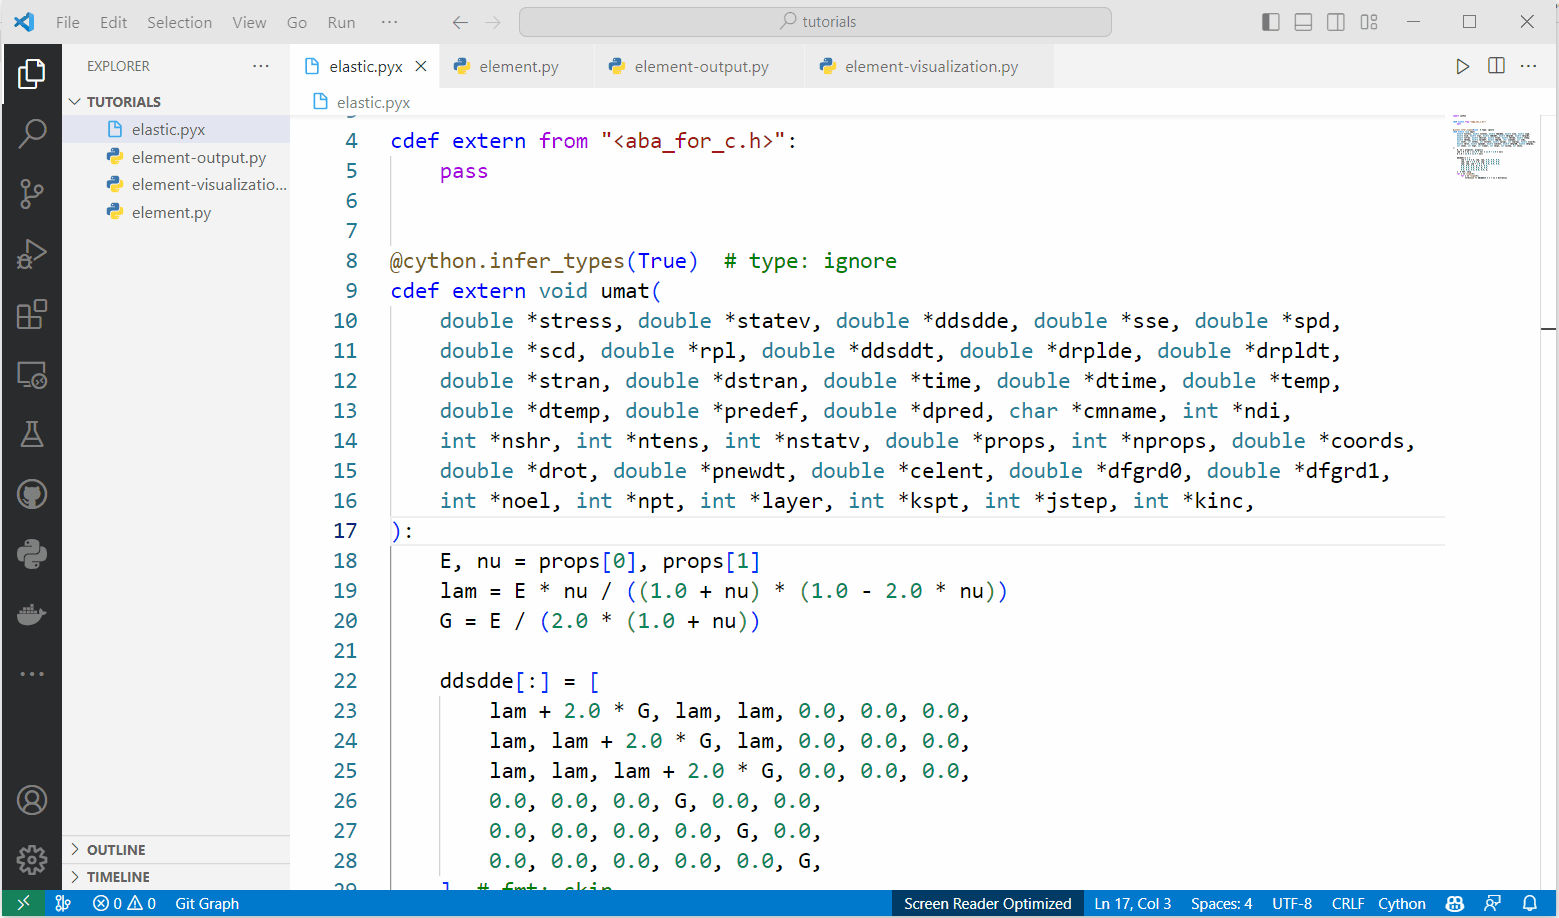 File Edit Selection View Go Run ··· tutorials
EXPLORER ···
TUTORIALS
elastic.pyx
element-output.py
element-visualizatio...
element.py
OUTLINE
TIMELINE
elastic.pyx element.py element-output.py element-visualization.py
elastic.pyx
4 cdef extern from "<aba_for_c.h>":
5     pass
6
7
8 @cython.infer_types(True)  # type: ignore
9 cdef extern void umat(
10     double *stress, double *statev, double *ddsdde, double *sse, double *spd,
11     double *scd, double *rpl, double *ddsddt, double *drplde, double *drpldt,
12     double *stran, double *dstran, double *time, double *dtime, double *temp,
13     double *dtemp, double *predef, double *dpred, char *cmname, int *ndi,
14     int *nshr, int *ntens, int *nstatv, double *props, int *nprops, double *coords,
15     double *drot, double *pnewdt, double *celent, double *dfgrd0, double *dfgrd1,
16     int *noel, int *npt, int *layer, int *kspt, int *jstep, int *kinc,
17 ):
18     E, nu = props[0], props[1]
19     lam = E * nu / ((1.0 + nu) * (1.0 - 2.0 * nu))
20     G = E / (2.0 * (1.0 + nu))
21
22     ddsdde[:] = [
23         lam + 2.0 * G, lam, lam, 0.0, 0.0, 0.0,
24         lam, lam + 2.0 * G, lam, 0.0, 0.0, 0.0,
25         lam, lam, lam + 2.0 * G, 0.0, 0.0, 0.0,
26         0.0, 0.0, 0.0, G, 0.0, 0.0,
27         0.0, 0.0, 0.0, 0.0, G, 0.0,
28         0.0, 0.0, 0.0, 0.0, 0.0, G,
29     ]  # fmt: skip
0 0 Git Graph Screen Reader Optimized Ln 17, Col 3 Spaces: 4 UTF-8 CRLF Cython